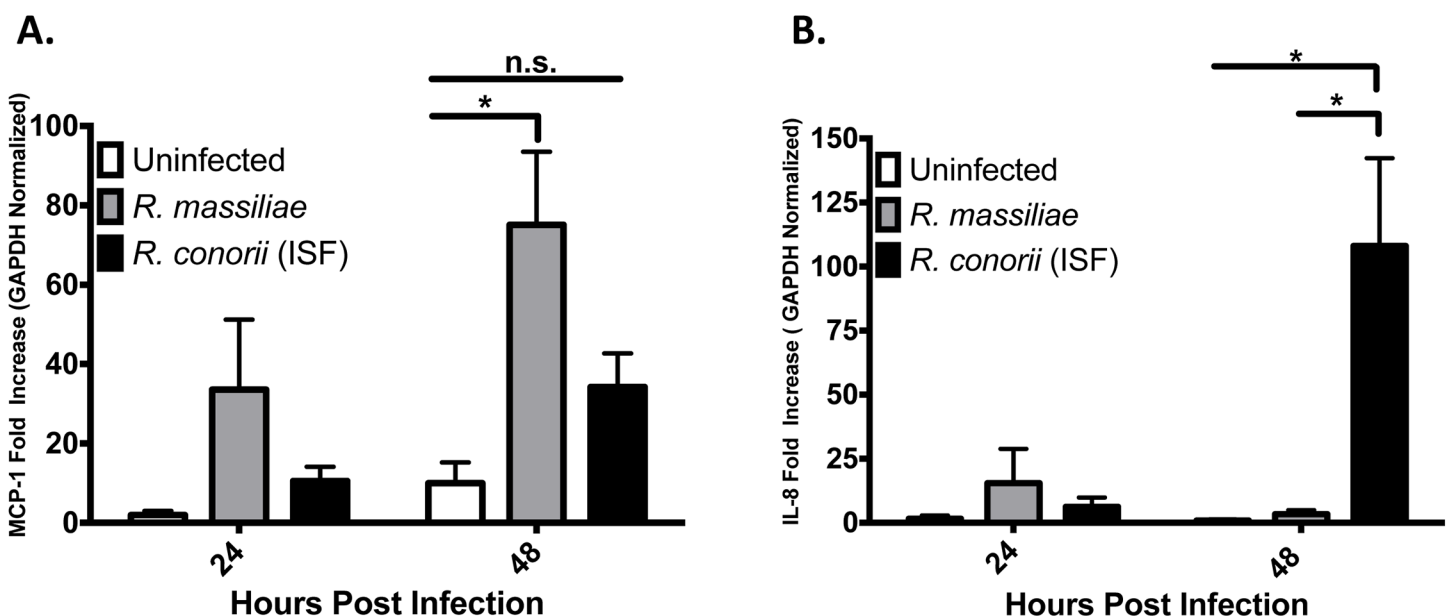 A.
n.s.
*
MCP-1 Fold Increase (GAPDH Normalized)
100
80
60
40
20
0
Uninfected
R. massiliae
R. conorii (ISF)
24
48
Hours Post Infection
B.
*
*
IL-8 Fold Increase ( GAPDH Normalized)
150
125
100
75
50
25
0
Uninfected
R. massiliae
R. conorii (ISF)
24
48
Hours Post Infection